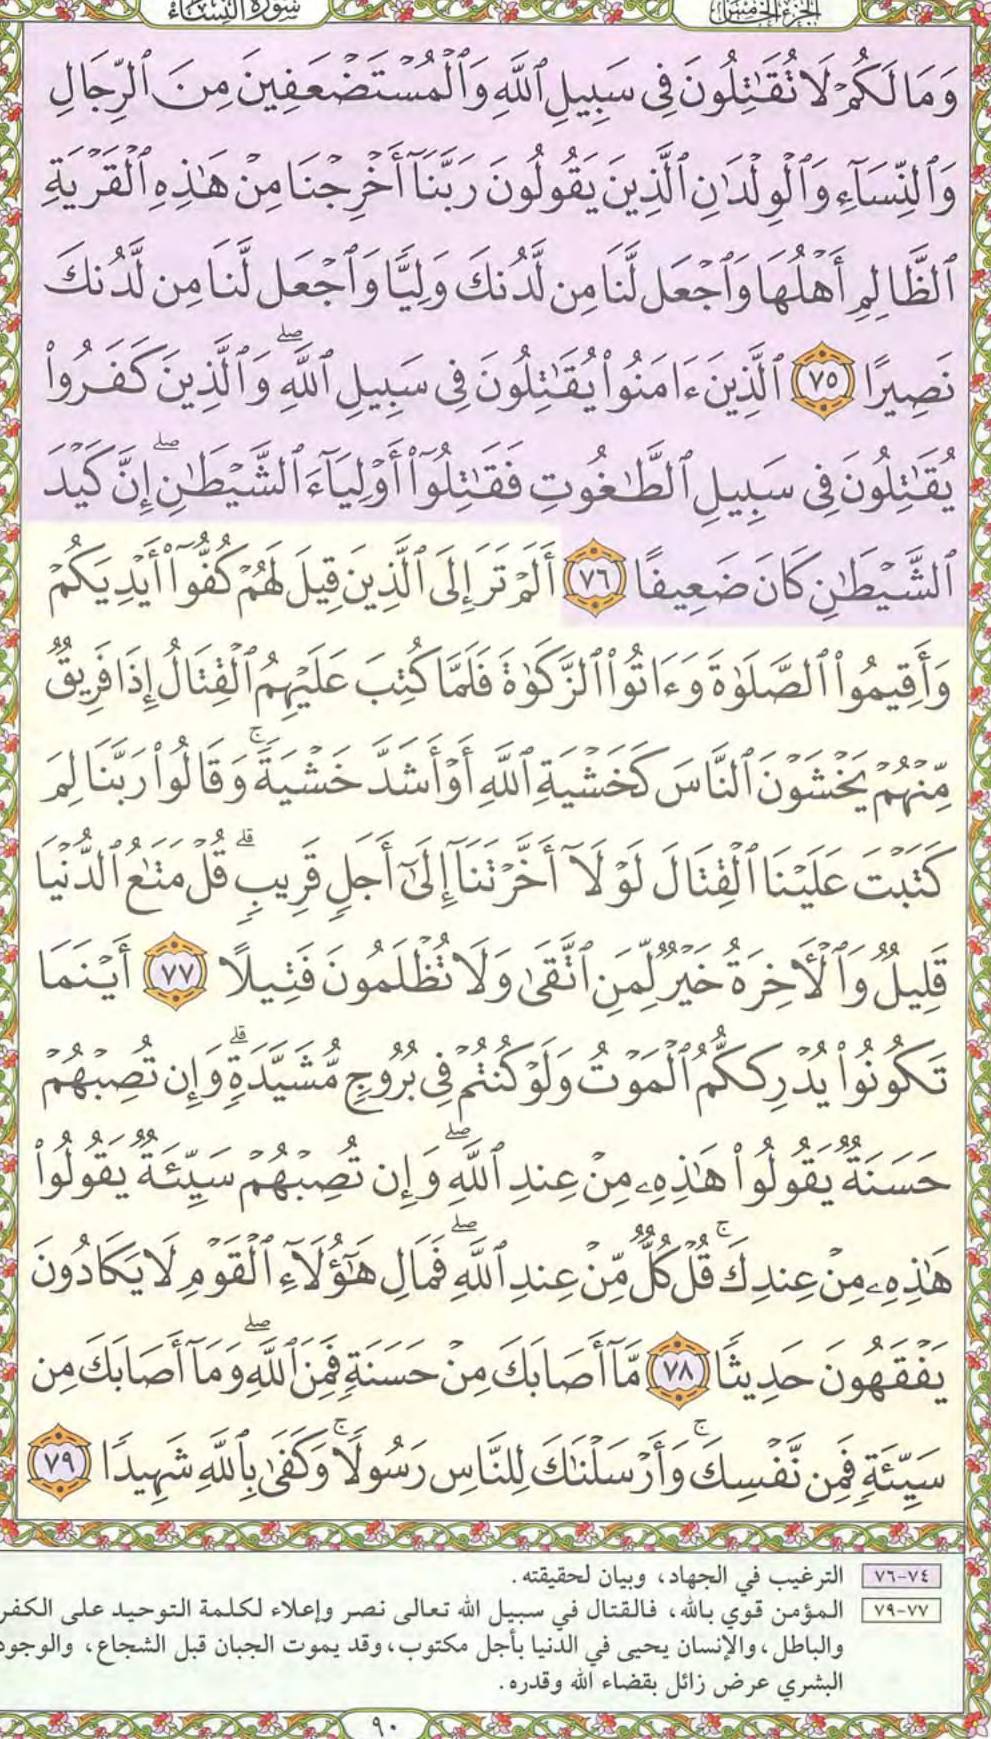 الجزء الخامس سورة النساء
وَمَا لَكُمْ لَا تُقَٰتِلُونَ فِى سَبِيلِ ٱللَّهِ وَٱلْمُسْتَضْعَفِينَ مِنَ ٱلرِّجَالِ
وَٱلنِّسَآءِ وَٱلْوِلْدَٰنِ ٱلَّذِينَ يَقُولُونَ رَبَّنَآ أَخْرِجْنَا مِنْ هَٰذِهِ ٱلْقَرْيَةِ
ٱلظَّالِمِ أَهْلُهَا وَٱجْعَل لَّنَا مِن لَّدُنكَ وَلِيًّا وَٱجْعَل لَّنَا مِن لَّدُنكَ
نَصِيرًا ٧٥ ٱلَّذِينَ ءَامَنُوا۟ يُقَٰتِلُونَ فِى سَبِيلِ ٱللَّهِ ۖ وَٱلَّذِينَ كَفَرُوا۟
يُقَٰتِلُونَ فِى سَبِيلِ ٱلطَّٰغُوتِ فَقَٰتِلُوٓا۟ أَوْلِيَآءَ ٱلشَّيْطَٰنِ ۖ إِنَّ كَيْدَ
ٱلشَّيْطَٰنِ كَانَ ضَعِيفًا ٧٦ أَلَمْ تَرَ إِلَى ٱلَّذِينَ قِيلَ لَهُمْ كُفُّوٓا۟ أَيْدِيَكُمْ
وَأَقِيمُوا۟ ٱلصَّلَوٰةَ وَءَاتُوا۟ ٱلزَّكَوٰةَ فَلَمَّا كُتِبَ عَلَيْهِمُ ٱلْقِتَالُ إِذَا فَرِيقٌ
مِّنْهُمْ يَخْشَوْنَ ٱلنَّاسَ كَخَشْيَةِ ٱللَّهِ أَوْ أَشَدَّ خَشْيَةً ۚ وَقَالُوا۟ رَبَّنَا لِمَ
كَتَبْتَ عَلَيْنَا ٱلْقِتَالَ لَوْلَآ أَخَّرْتَنَآ إِلَىٰٓ أَجَلٍ قَرِيبٍ ۗ قُلْ مَتَٰعُ ٱلدُّنْيَا
قَلِيلٌ وَٱلْءَاخِرَةُ خَيْرٌ لِّمَنِ ٱتَّقَىٰ وَلَا تُظْلَمُونَ فَتِيلًا ٧٧ أَيْنَمَا
تَكُونُوا۟ يُدْرِككُّمُ ٱلْمَوْتُ وَلَوْ كُنتُمْ فِى بُرُوجٍ مُّشَيَّدَةٍ ۗ وَإِن تُصِبْهُمْ
حَسَنَةٌ يَقُولُوا۟ هَٰذِهِۦ مِنْ عِندِ ٱللَّهِ ۖ وَإِن تُصِبْهُمْ سَيِّئَةٌ يَقُولُوا۟
هَٰذِهِۦ مِنْ عِندِكَ ۚ قُلْ كُلٌّ مِّنْ عِندِ ٱللَّهِ ۖ فَمَالِ هَٰٓؤُلَآءِ ٱلْقَوْمِ لَا يَكَادُونَ
يَفْقَهُونَ حَدِيثًا ٧٨ مَّآ أَصَابَكَ مِنْ حَسَنَةٍ فَمِنَ ٱللَّهِ ۖ وَمَآ أَصَابَكَ مِن
سَيِّئَةٍ فَمِن نَّفْسِكَ ۚ وَأَرْسَلْنَٰكَ لِلنَّاسِ رَسُولًا ۚ وَكَفَىٰ بِٱللَّهِ شَهِيدًا ٧٩
٧٤-٧٦ الترغيب في الجهاد، وبيان لحقيقته.
٧٧-٧٩ المؤمن قوي بالله، فالقتال في سبيل الله تعالى نصر وإعلاء لكلمة التوحيد على الكفر
والباطل، والإنسان يحيى في الدنيا بأجل مكتوب، وقد يموت الجبان قبل الشجاع، والوجود
البشري عرض زائل بقضاء الله وقدره.
٩٠